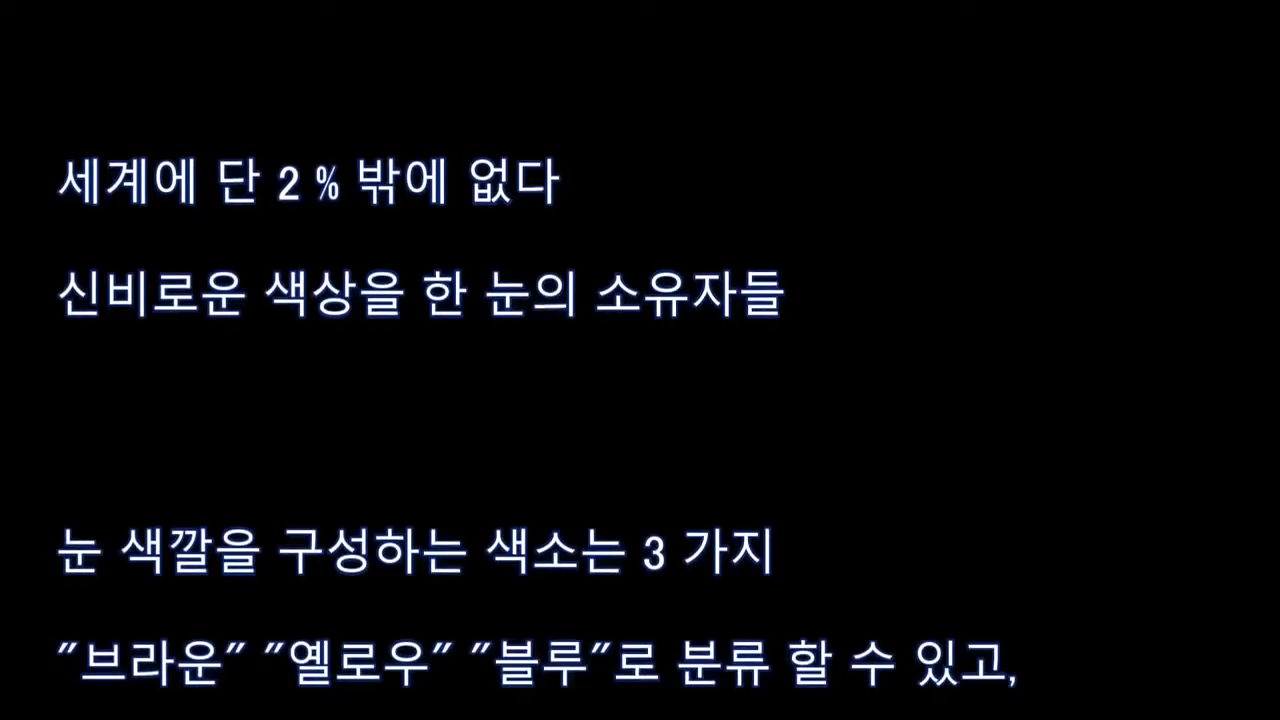 세계에 단 2 % 밖에 없다
신비로운 색상을 한 눈의 소유자들
눈 색깔을 구성하는 색소는 3 가지
"브라운" "옐로우" "블루"로 분류 할 수 있고,